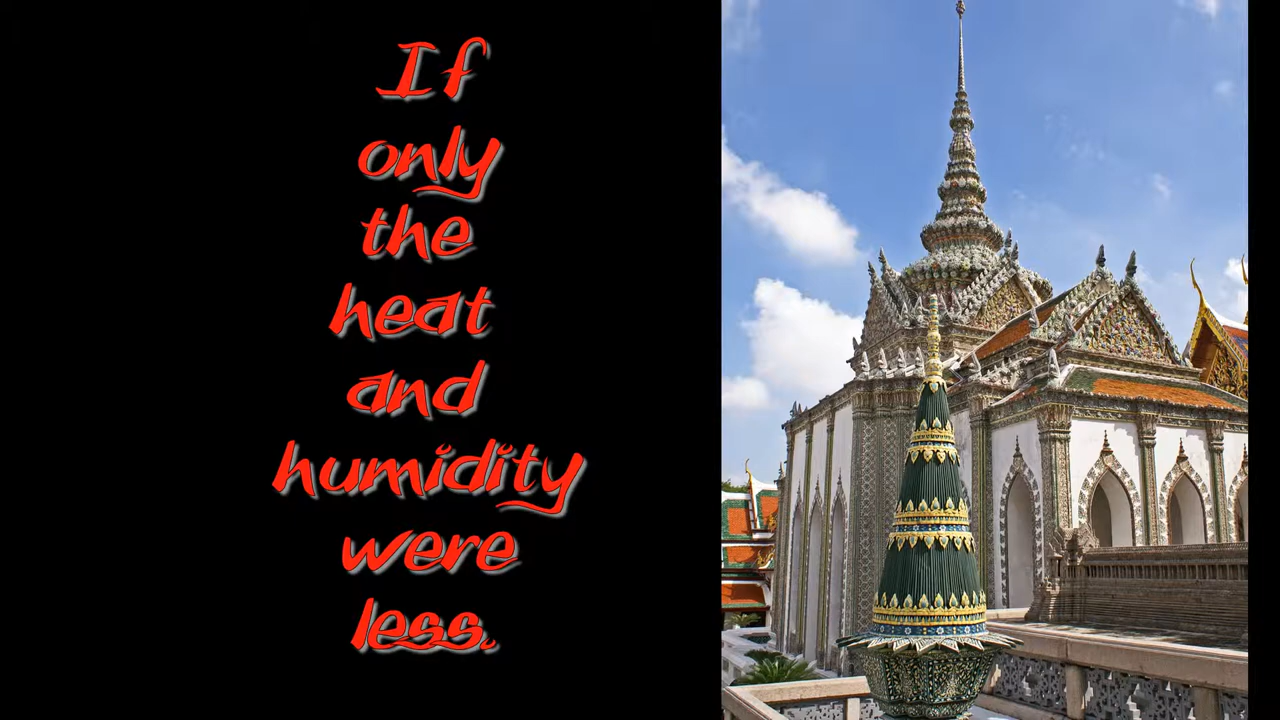 If
only
the
heat
and
humidity
were
less.